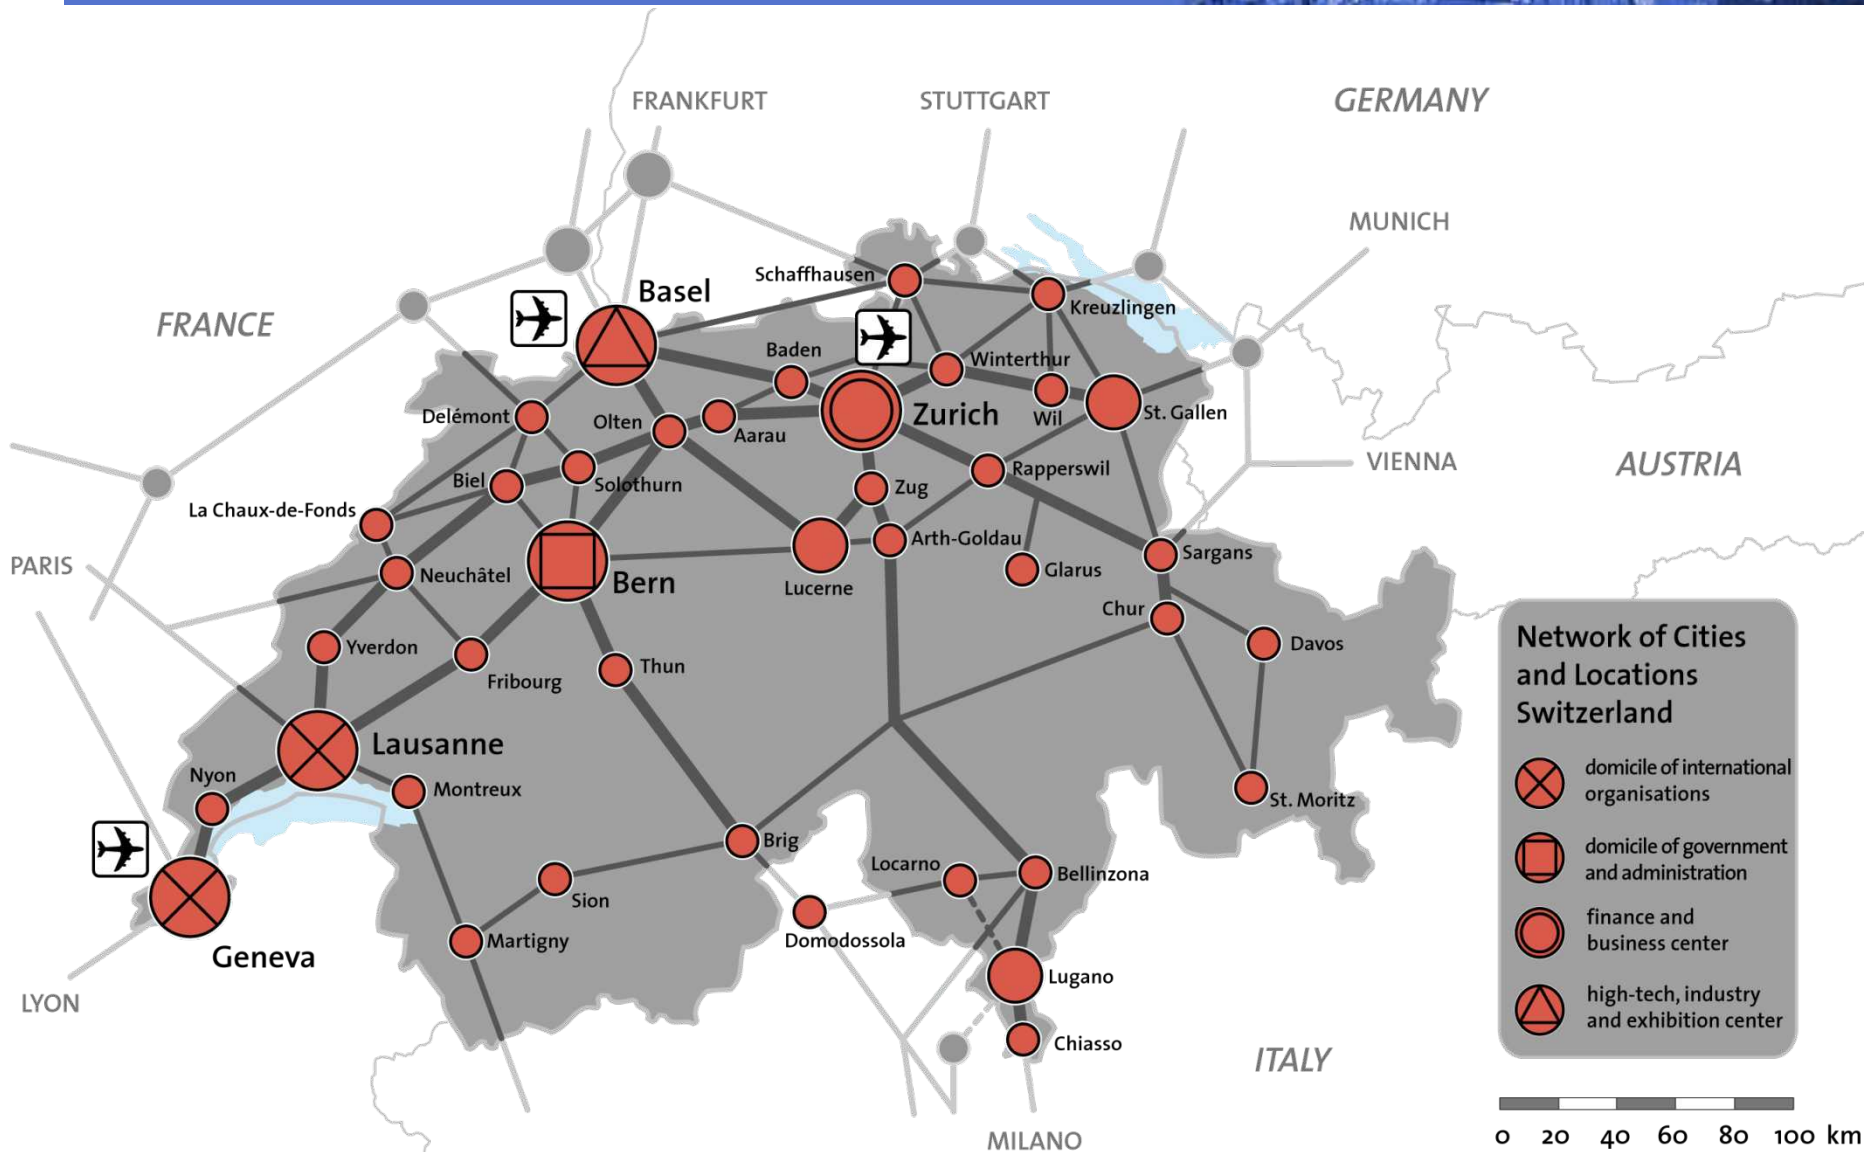 FRANKFURT
STUTTGART
GERMANY
MUNICH
Schaffhausen
Basel
Kreuzlingen
FRANCE
Baden
Winterthur
Delémont
Olten
Aarau
Zurich
Wil
St. Gallen
VIENNA
AUSTRIA
Biel
Solothurn
Zug
Rapperswil
La Chaux-de-Fonds
Arth-Goldau
Sargans
PARIS
Neuchâtel
Bern
Lucerne
Glarus
Chur
Yverdon
Fribourg
Thun
Davos
Lausanne
Nyon
Montreux
St. Moritz
Brig
Locarno
Bellinzona
Sion
Martigny
Domodossola
Geneva
Lugano
LYON
Chiasso
ITALY
MILANO
Network of Cities
and Locations
Switzerland
domicile of international
organisations
domicile of government
and administration
finance and
business center
high-tech, industry
and exhibition center
0 20 40 60 80 100 km